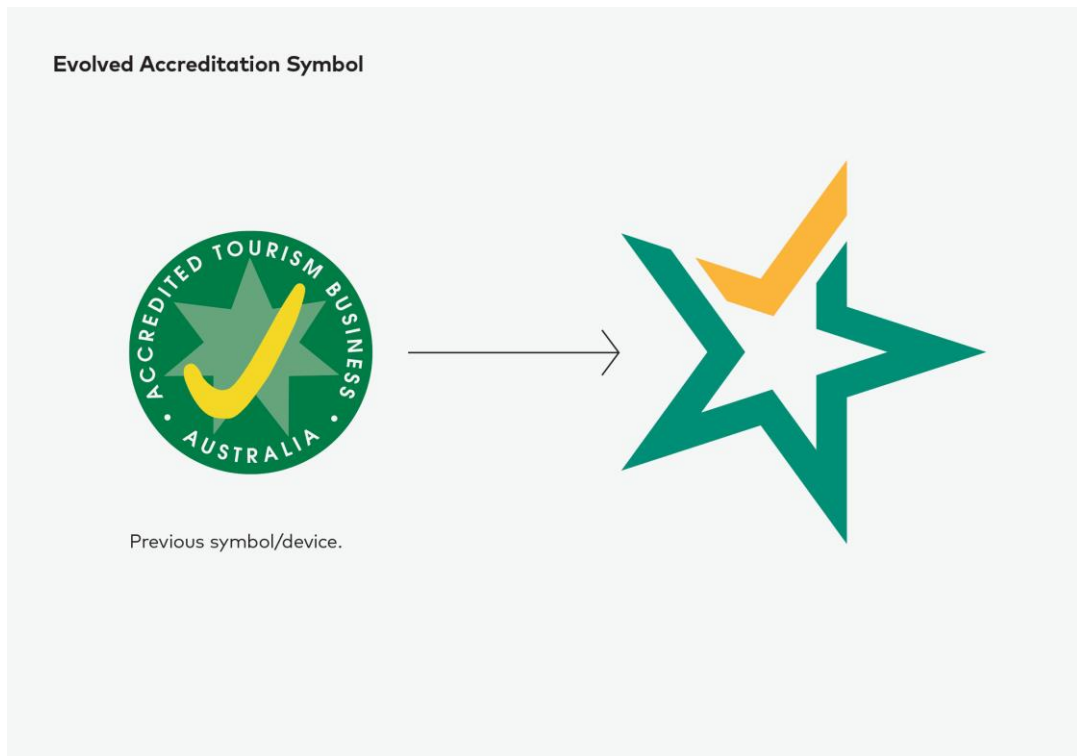 Evolved Accreditation Symbol
ACCREDITED TOURISM BUSINESS
• AUSTRALIA •
Previous symbol/device.